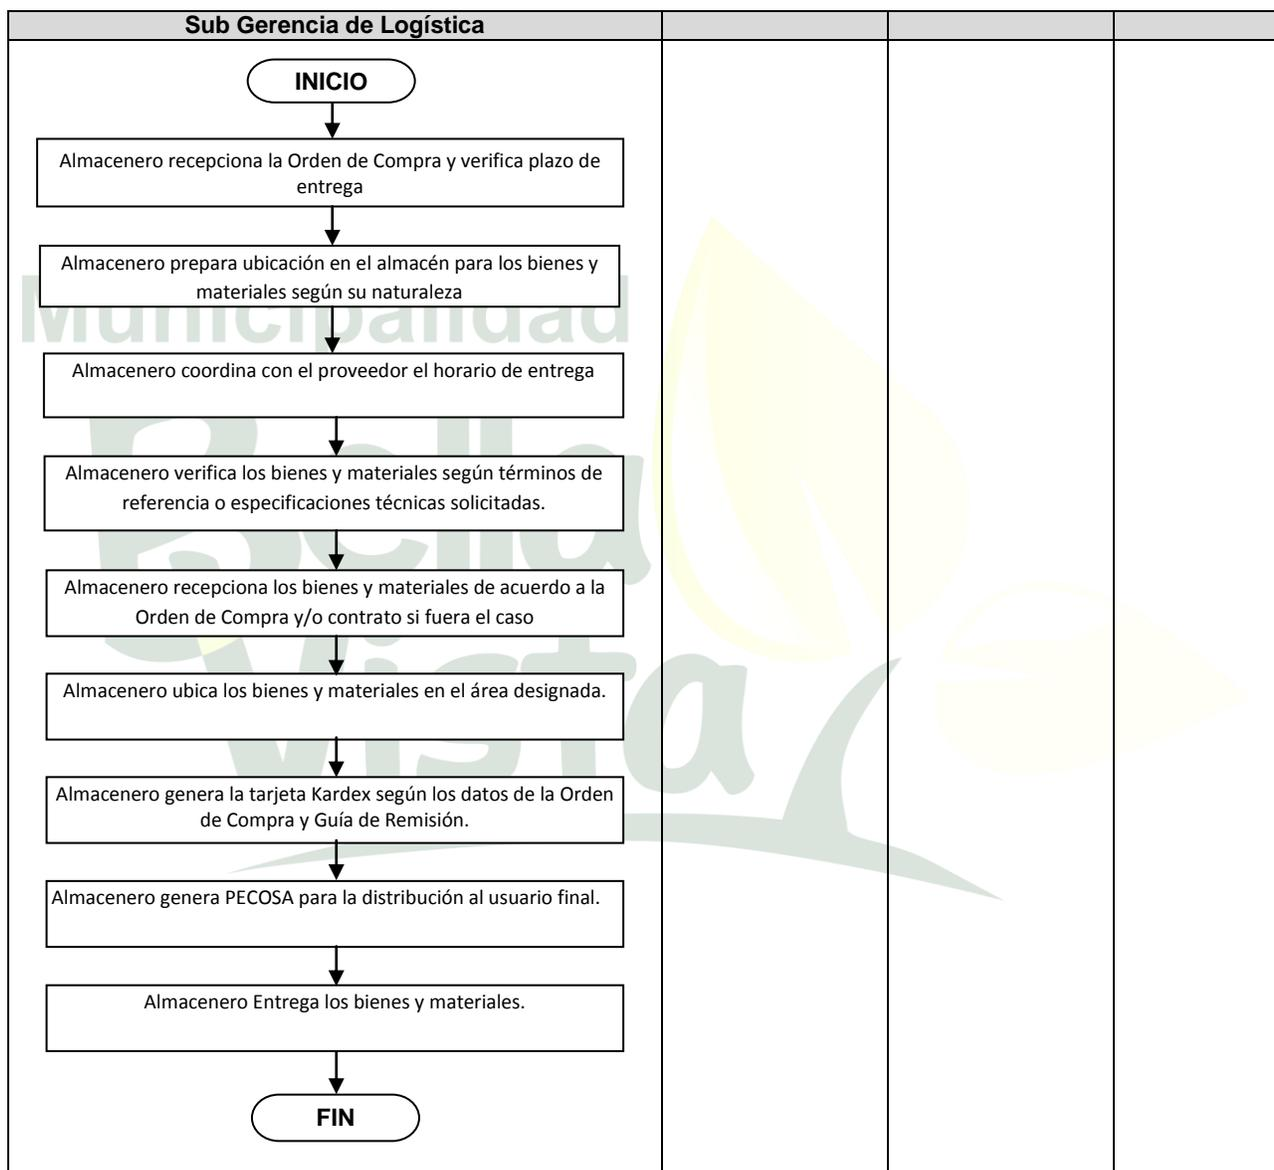 Sub Gerencia de Logística
INICIO
Almacenero recepciona la Orden de Compra y verifica plazo de
entrega
Almacenero prepara ubicación en el almacén para los bienes y
materiales según su naturaleza
Municipalidad
Almacenero coordina con el proveedor el horario de entrega
Bella
Almacenero verifica los bienes y materiales según términos de
referencia o especificaciones técnicas solicitadas.
Almacenero recepciona los bienes y materiales de acuerdo a la
Orden de Compra y/o contrato si fuera el caso
Vista
Almacenero ubica los bienes y materiales en el área designada.
Almacenero genera la tarjeta Kardex según los datos de la Orden
de Compra y Guía de Remisión.
Almacenero genera PECOSA para la distribución al usuario final.
Almacenero Entrega los bienes y materiales.
FIN